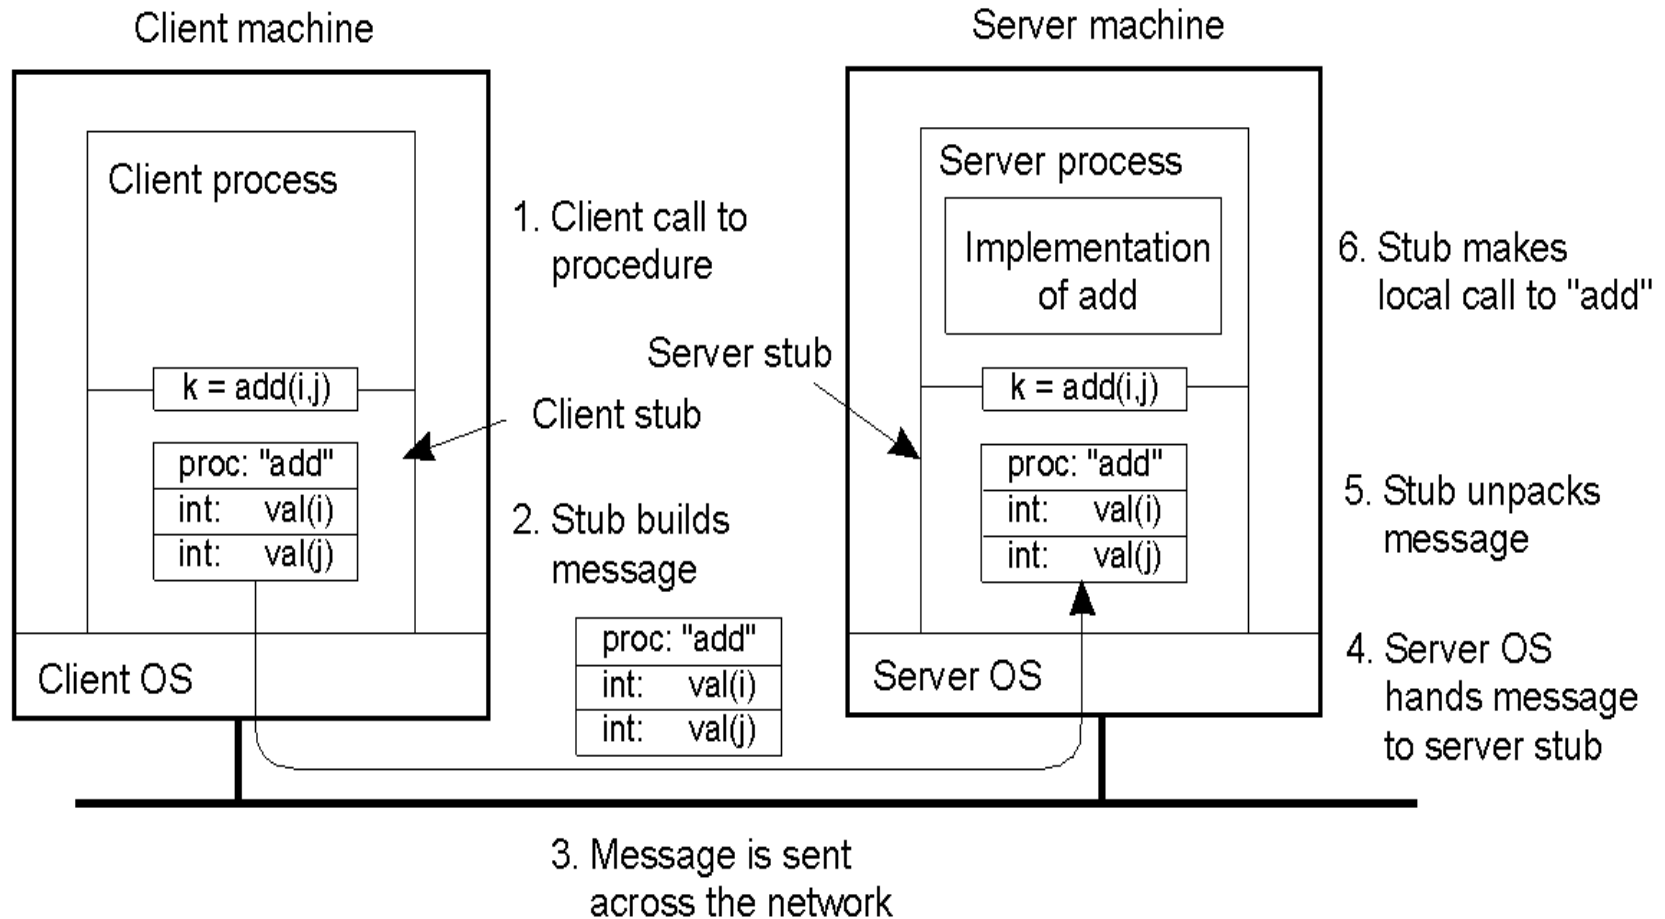 Client machine
Server machine
Client process
1. Client call to
procedure
k = add(i,j)
Client stub
proc: "add"
int: val(i)
int: val(j)
2. Stub builds
message
proc: "add"
int: val(i)
int: val(j)
Client OS
3. Message is sent
across the network
Server process
Implementation
of add
6. Stub makes
local call to "add"
Server stub
k = add(i,j)
proc: "add"
int: val(i)
int: val(j)
5. Stub unpacks
message
Server OS
4. Server OS
hands message
to server stub